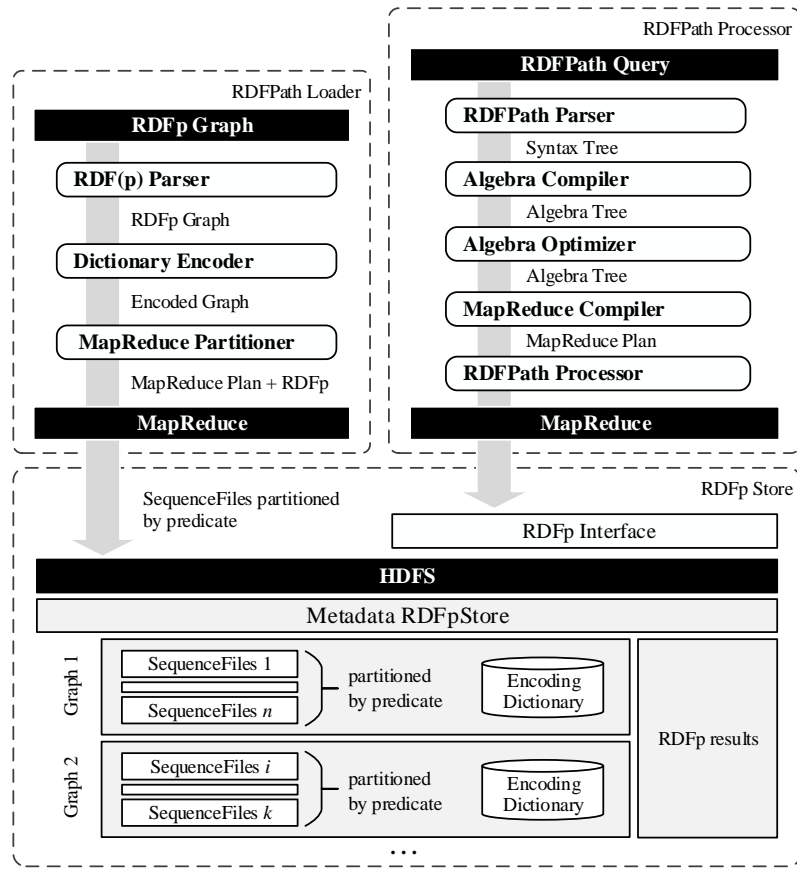 RDFPath Loader
RDFp Graph
RDF(p) Parser
RDFp Graph
Dictionary Encoder
Encoded Graph
MapReduce Partitioner
MapReduce Plan + RDFp
MapReduce
RDFPath Processor
RDFPath Query
RDFPath Parser
Syntax Tree
Algebra Compiler
Algebra Tree
Algebra Optimizer
Algebra Tree
MapReduce Compiler
MapReduce Plan
RDFPath Processor
MapReduce
RDFp Store
SequenceFiles partitioned
by predicate
RDFp Interface
HDFS
Metadata RDFpStore
Graph 1
SequenceFiles 1
SequenceFiles n
partitioned
by predicate
Encoding
Dictionary
Graph 2
SequenceFiles i
SequenceFiles k
partitioned
by predicate
Encoding
Dictionary
RDFp results
...